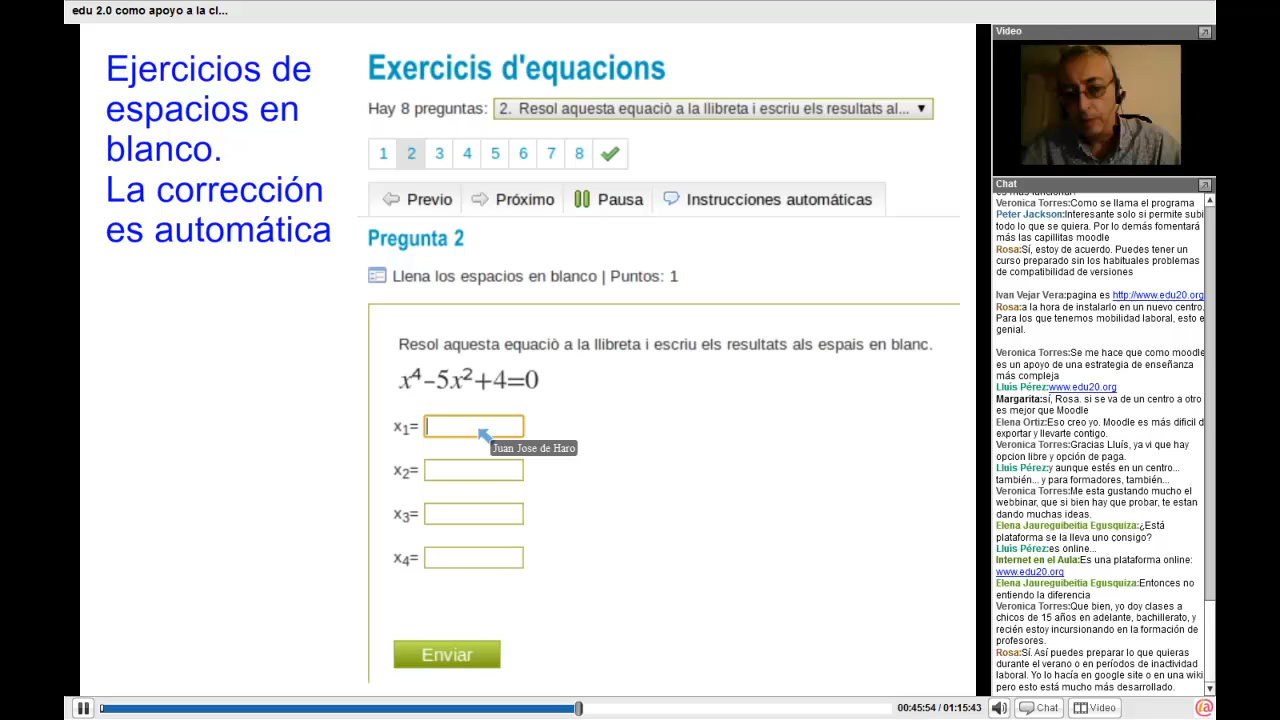 edu 2.0 como apoyo a la cl...
Ejercicios de
espacios en
blanco.
La corrección
es automática
Exercicis d'equacions
Hay 8 preguntas: 2. Resol aquesta equaciò a la llibreta i escriu els resultats al... ▼
1 2 3 4 5 6 7 8
Previo Próximo Pausa Instrucciones automáticas
Pregunta 2
Llena los espacios en blanco | Puntos: 1
Resol aquesta equaciò a la llibreta i escriu els resultats als espais en blanc.
x⁴–5x²+4=0
x₁=
Juan Jose de Haro
x₂=
x₃=
x₄=
Enviar
Video
Chat
Veronica Torres:Como se llama el programa
Peter Jackson:Interesante solo si permite subi
todo lo que se quiera. Por lo demás fomentará
más las capillitas moodle
Rosa:Sí, estoy de acuerdo. Puedes tener un
curso preparado sin los habituales problemas
de compatibilidad de versiones
Ivan Vejar Vera:pagina es http://www.edu20.org
Rosa:a la hora de instalarlo en un nuevo centro.
Para los que tenemos mobilidad laboral, esto e
genial.
Veronica Torres:Se me hace que como moodle
es un apoyo de una estrategia de enseñanza
más compleja
Lluís Pérez:www.edu20.org
Margarita:sí, Rosa. si se va de un centro a otro
es mejor que Moodle
Elena Ortiz:Eso creo yo. Moodle es más dificil d
exportar y llevarte contigo.
Veronica Torres:Gracias Lluís, ya vi que hay
opcion libre y opción de paga.
Lluís Pérez:y aunque estés en un centro...
también... y para formadores, también...
Veronica Torres:Me esta gustando mucho el
webbinar, que si bien hay que probar, te estan
dando muchas ideas.
Elena Jaureguibeitia Egusquiza:¿Está
plataforma se la lleva uno consigo?
Lluís Pérez:es online...
Internet en el Aula:Es una plataforma online:
www.edu20.org
Elena Jaureguibeitia Egusquiza:Entonces no
entiendo la diferencia
Veronica Torres:Que bien, yo doy clases a
chicos de 15 años en adelante, bachillerato, y
recién estoy incursionando en la formación de
profesores.
Rosa:Sí. Así puedes preparar lo que quieras
durante el verano o en períodos de inactividad
laboral. Yo lo hacía en google site o en una wiki
pero esto está mucho más desarrollado.
00:45:54 / 01:15:43 Chat Video